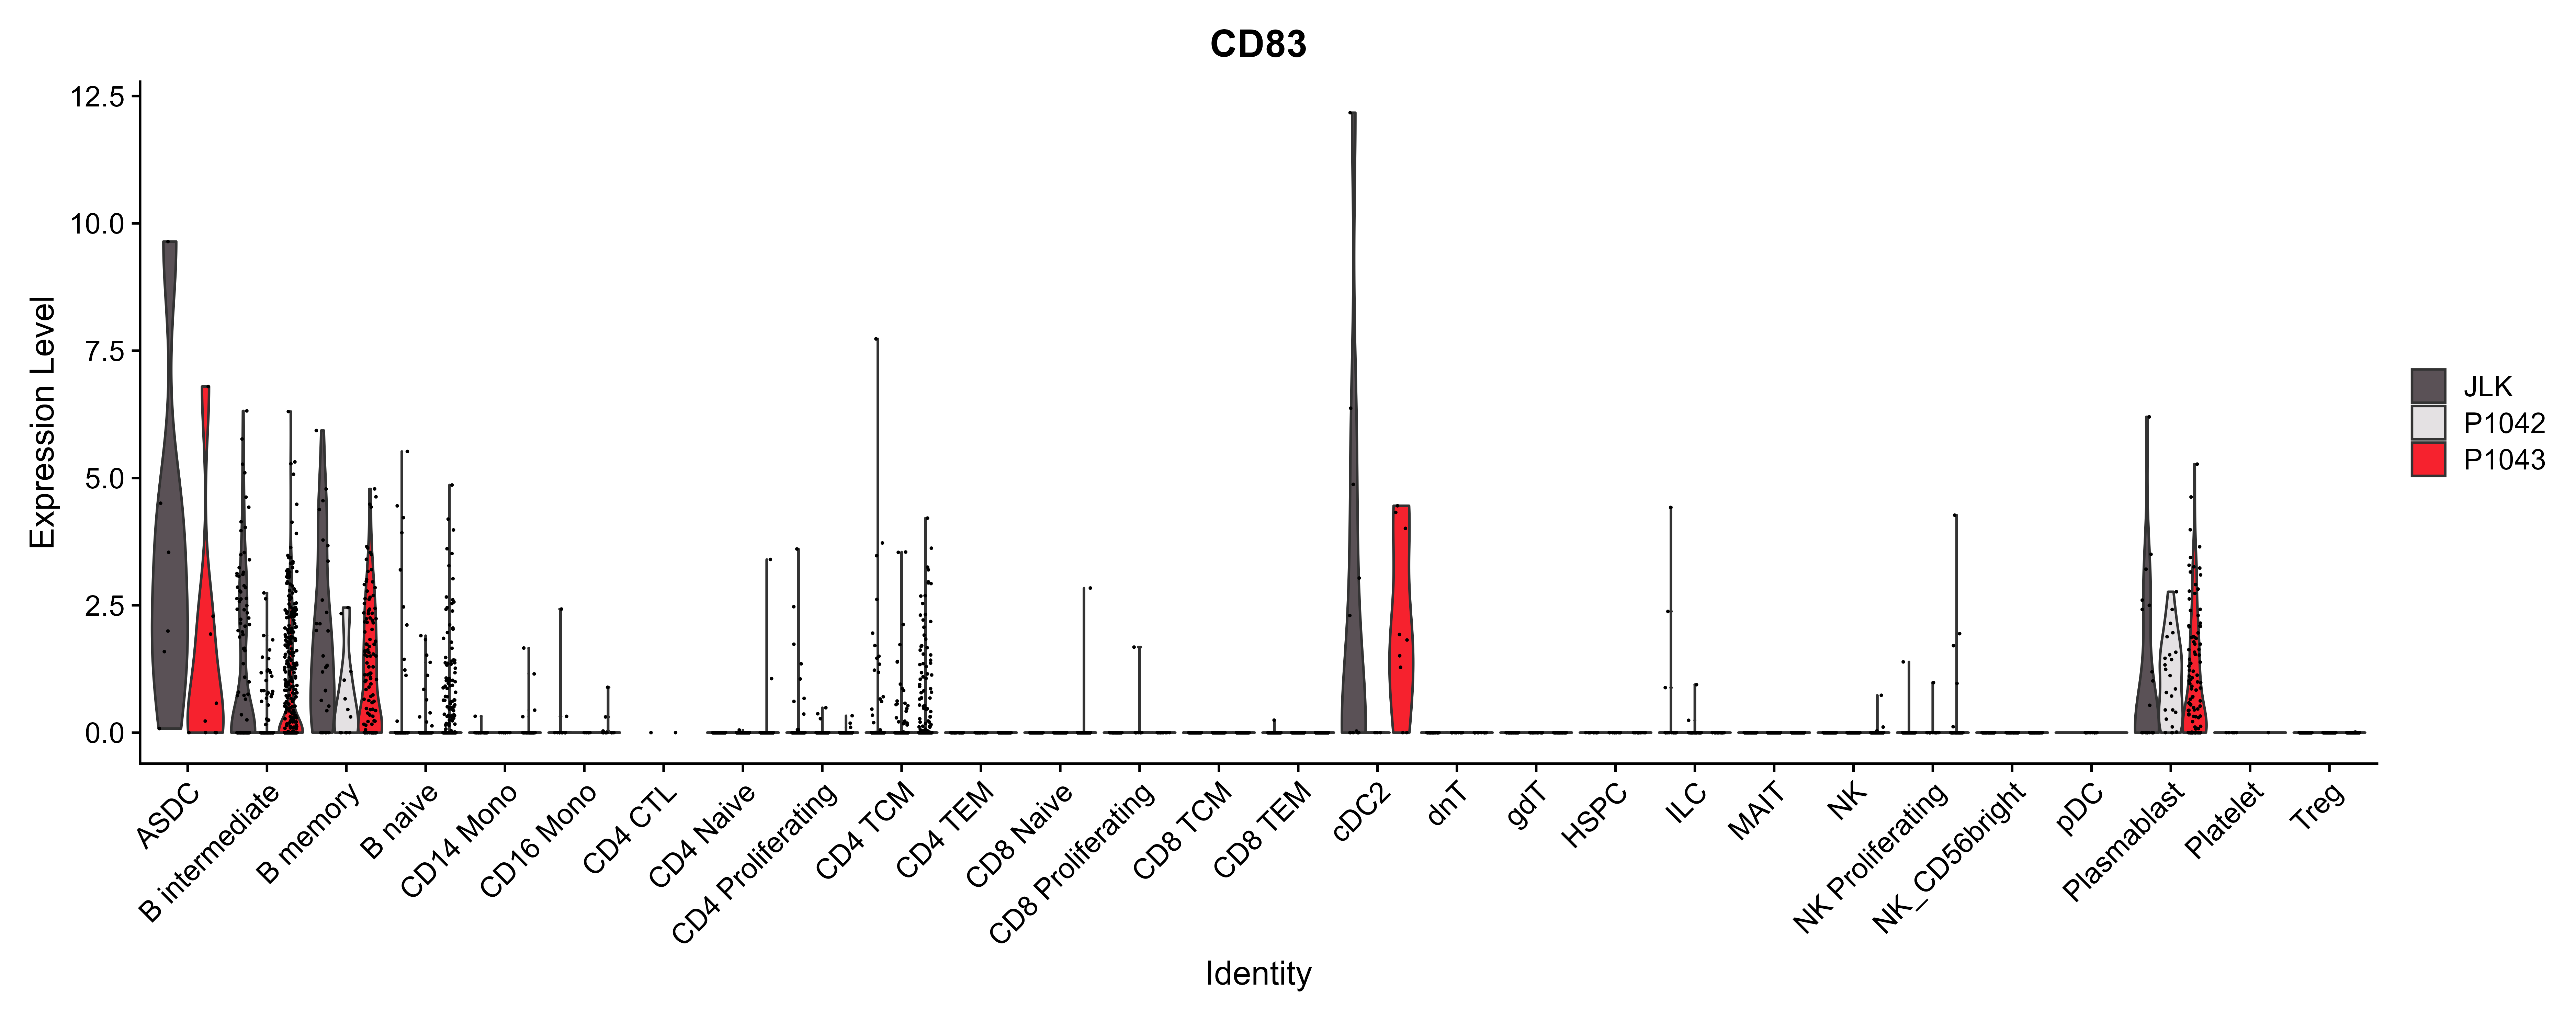 CD83
12.5
10.0
7.5
5.0
2.5
0.0
Expression Level
ASDC
B intermediate
B memory
B naive
CD14 Mono
CD16 Mono
CD4 CTL
CD4 Naive
CD4 Proliferating
CD4 TCM
CD4 TEM
CD8 Naive
CD8 Proliferating
CD8 TCM
CD8 TEM
cDC2
dnT
gdT
HSPC
ILC
MAIT
NK
NK Proliferating
NK_CD56bright
pDC
Plasmablast
Platelet
Treg
Identity
JLK
P1042
P1043